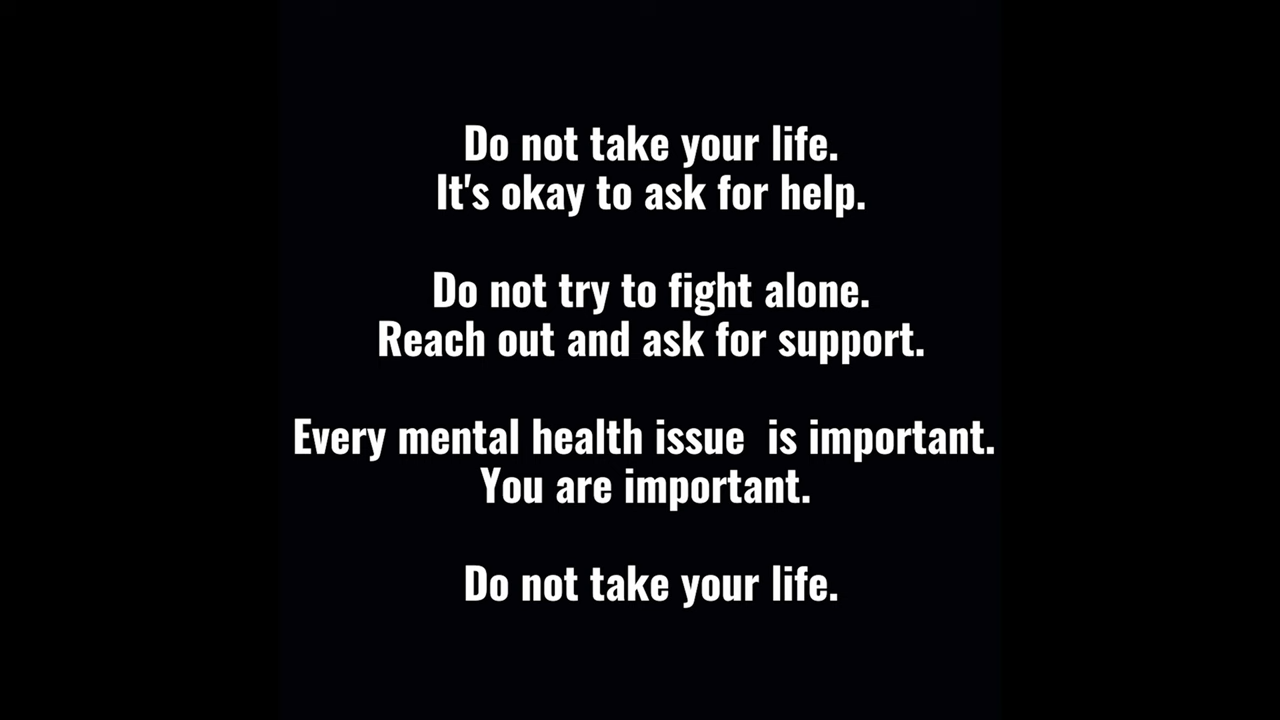 Do not take your life.
It's okay to ask for help.
Do not try to fight alone.
Reach out and ask for support.
Every mental health issue  is important.
You are important.
Do not take your life.